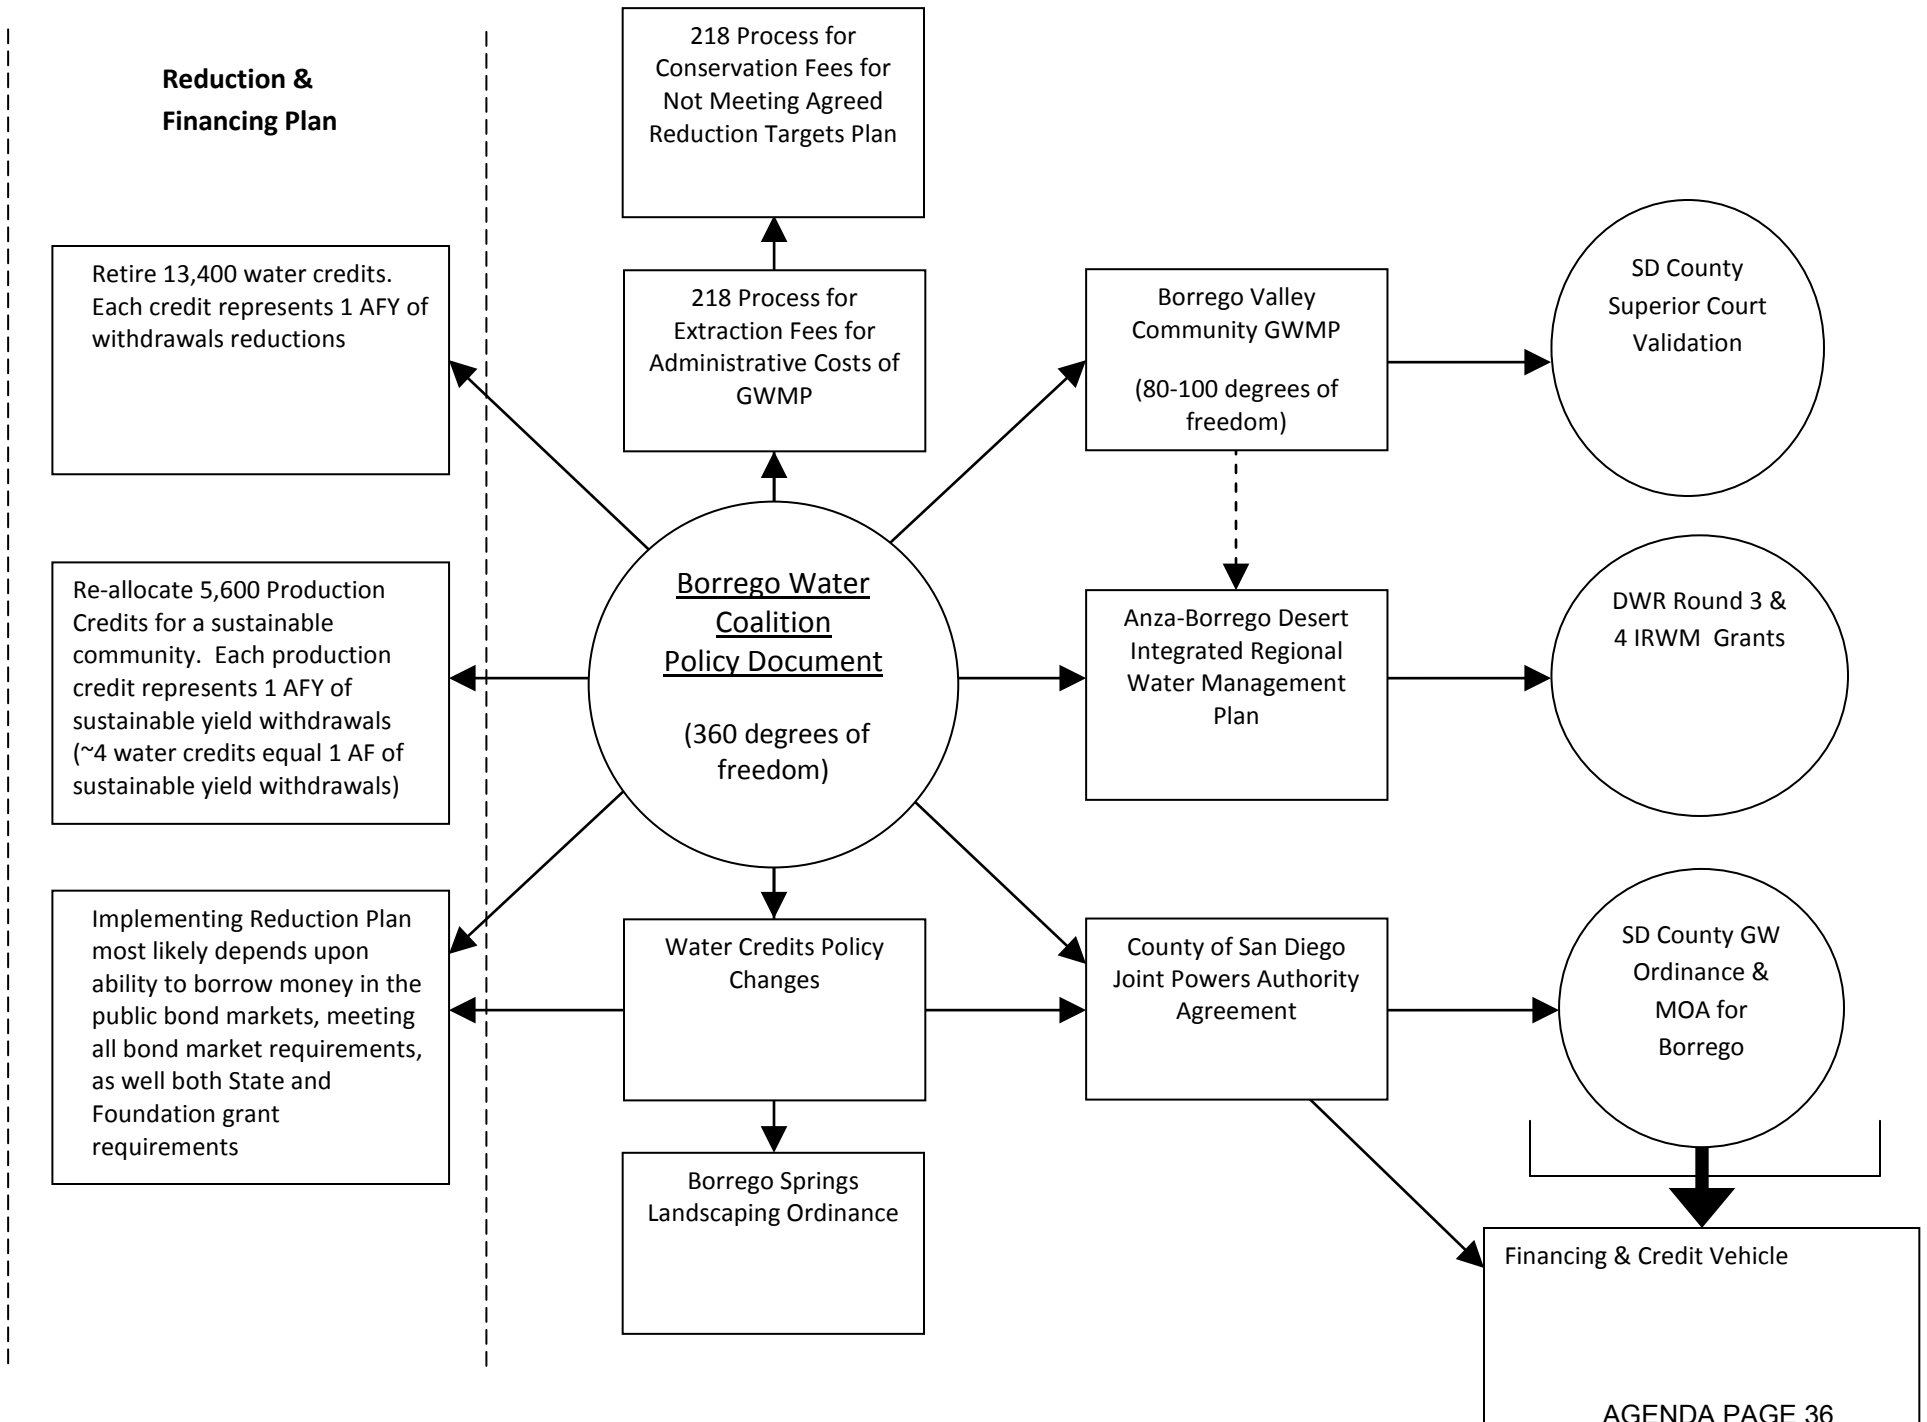 Reduction &
Financing Plan
Retire 13,400 water credits.
Each credit represents 1 AFY of
withdrawals reductions
Re-allocate 5,600 Production
Credits for a sustainable
community.  Each production
credit represents 1 AFY of
sustainable yield withdrawals
(~4 water credits equal 1 AF of
sustainable yield withdrawals)
Implementing Reduction Plan
most likely depends upon
ability to borrow money in the
public bond markets, meeting
all bond market requirements,
as well both State and
Foundation grant
requirements
218 Process for
Conservation Fees for
Not Meeting Agreed
Reduction Targets Plan
218 Process for
Extraction Fees for
Administrative Costs of
GWMP
Borrego Water
Coalition
Policy Document
(360 degrees of
freedom)
Water Credits Policy
Changes
Borrego Springs
Landscaping Ordinance
Borrego Valley
Community GWMP
(80-100 degrees of
freedom)
Anza-Borrego Desert
Integrated Regional
Water Management
Plan
County of San Diego
Joint Powers Authority
Agreement
SD County
Superior Court
Validation
DWR Round 3 &
4 IRWM  Grants
SD County GW
Ordinance &
MOA for
Borrego
Financing & Credit Vehicle
AGENDA PAGE 36